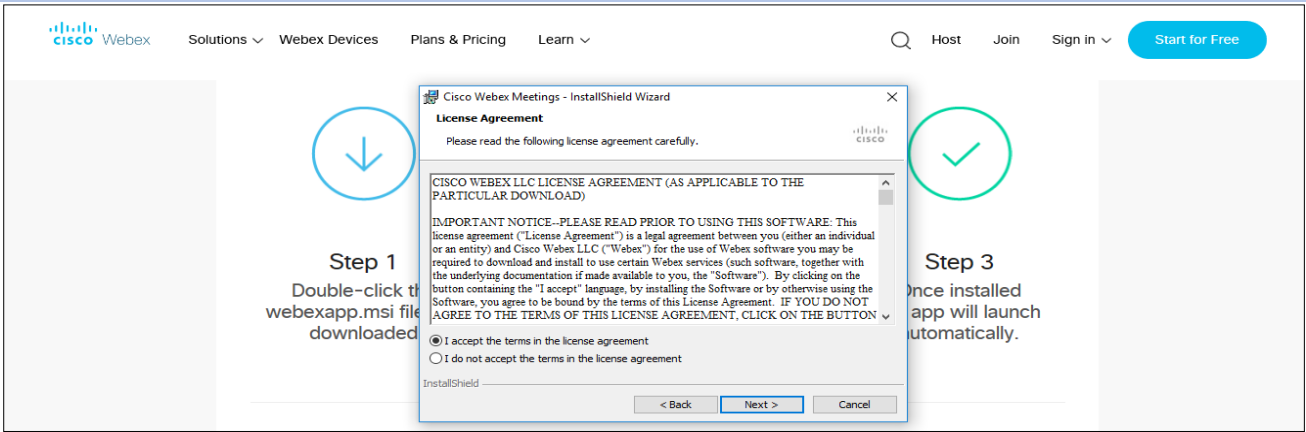 CISCO Webex Solutions Webex Devices Plans & Pricing Learn Host Join Sign in Start for Free
Cisco Webex Meetings - InstallShield Wizard
License Agreement
Please read the following license agreement carefully.
CISCO
CISCO WEBEX LLC LICENSE AGREEMENT (AS APPLICABLE TO THE
PARTICULAR DOWNLOAD)
IMPORTANT NOTICE--PLEASE READ PRIOR TO USING THIS SOFTWARE: This
license agreement ("License Agreement") is a legal agreement between you (either an individual
or an entity) and Cisco Webex LLC ("Webex") for the use of Webex software you may be
required to download and install to use certain Webex services (such software, together with
the underlying documentation if made available to you, the "Software"). By clicking on the
button containing the "I accept" language, by installing the Software or by otherwise using the
Software, you agree to be bound by the terms of this License Agreement. IF YOU DO NOT
AGREE TO THE TERMS OF THIS LICENSE AGREEMENT, CLICK ON THE BUTTON
I accept the terms in the license agreement
I do not accept the terms in the license agreement
InstallShield
< Back Next > Cancel
Step 1
Double-click
webexapp.msi
downloaded
Step 3
installed
app will launch